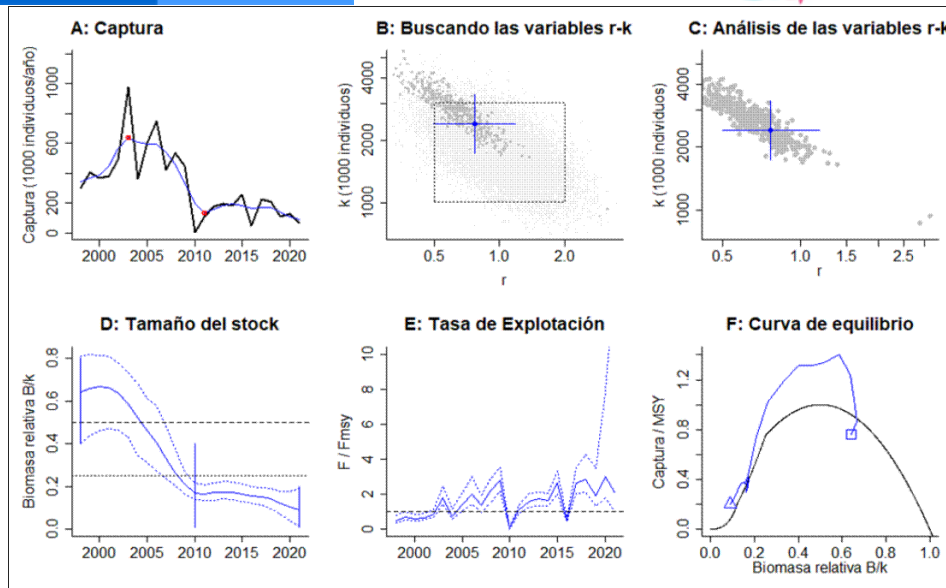 A: Captura
B: Buscando las variables r-k
C: Análisis de las variables r-k
Captura (1000 individuos/año)
0 200 600 1000
2000 2005 2010 2015 2020
k (1000 individuos)
1000 2000 4000
0.5 1.0 2.0
r
k (1000 individuos)
1000 2000 4000
0.5 1.0 1.5 2.5
r
D: Tamaño del stock
E: Tasa de Explotación
F: Curva de equilibrio
Biomasa relativa B/k
0.0 0.2 0.4 0.6 0.8
2000 2005 2010 2015 2020
F / Fmsy
0 2 4 6 8 10
2000 2005 2010 2015 2020
Captura / MSY
0.0 0.4 0.8 1.2
0.0 0.2 0.4 0.6 0.8 1.0
Biomasa relativa B/k